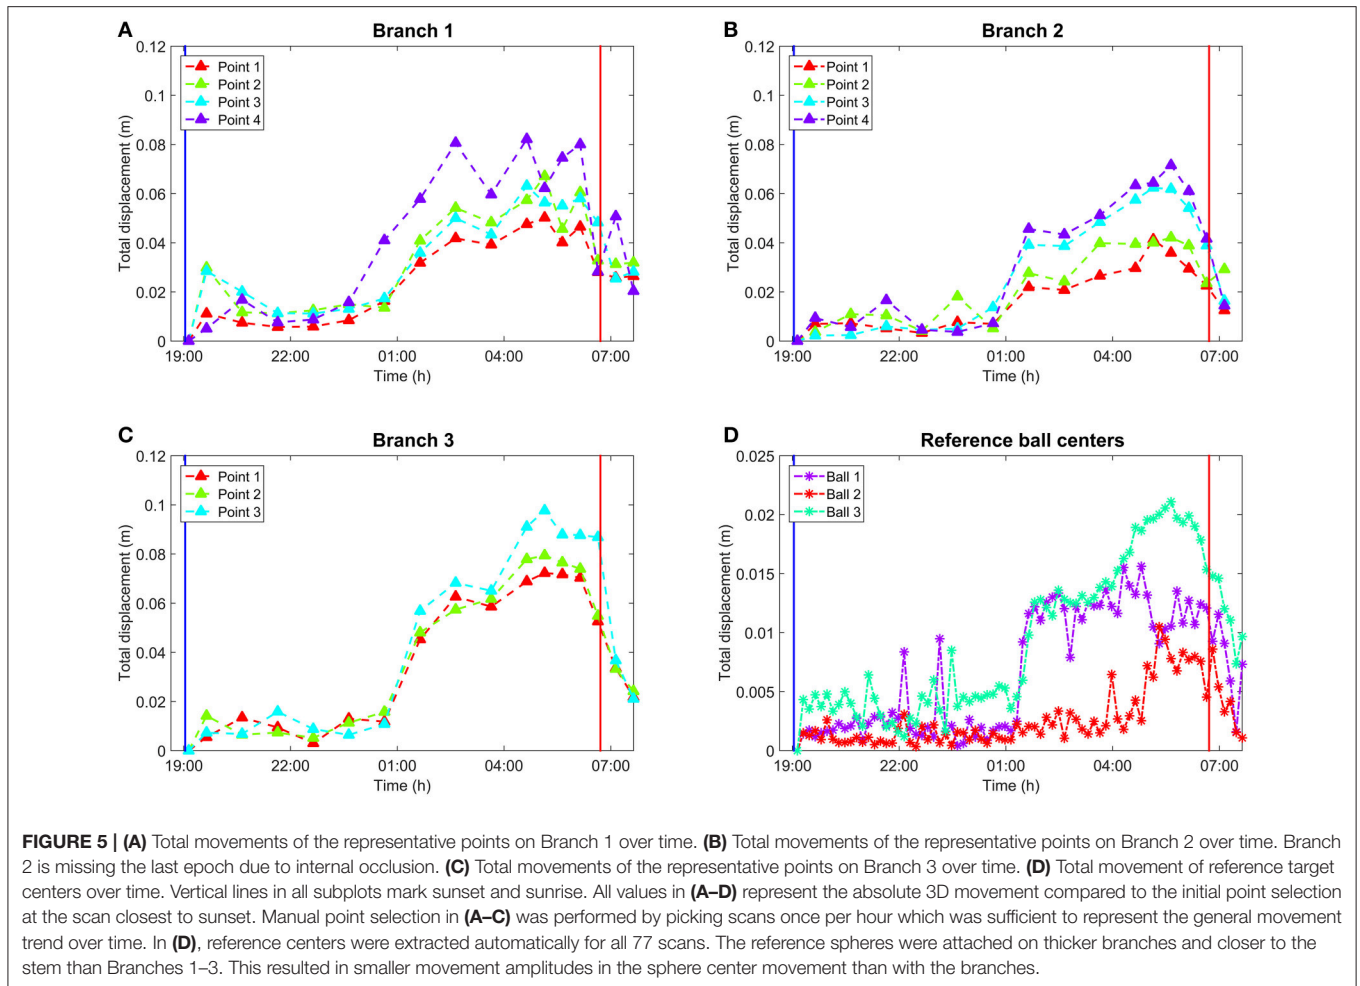 A
Branch 1
Total displacement (m)
0.12
0.1
0.08
0.06
0.04
0.02
0
Point 1
Point 2
Point 3
Point 4
19:00
22:00
01:00
04:00
07:00
Time (h)
B
Branch 2
Total displacement (m)
0.12
0.1
0.08
0.06
0.04
0.02
0
Point 1
Point 2
Point 3
Point 4
19:00
22:00
01:00
04:00
07:00
Time (h)
C
Branch 3
Total displacement (m)
0.12
0.1
0.08
0.06
0.04
0.02
0
Point 1
Point 2
Point 3
19:00
22:00
01:00
04:00
07:00
Time (h)
D
Reference ball centers
Total displacement (m)
0.025
0.02
0.015
0.01
0.005
0
Ball 1
Ball 2
Ball 3
19:00
22:00
01:00
04:00
07:00
Time (h)
FIGURE 5 | (A) Total movements of the representative points on Branch 1 over time. (B) Total movements of the representative points on Branch 2 over time. Branch
2 is missing the last epoch due to internal occlusion. (C) Total movements of the representative points on Branch 3 over time. (D) Total movement of reference target
centers over time. Vertical lines in all subplots mark sunset and sunrise. All values in (A–D) represent the absolute 3D movement compared to the initial point selection
at the scan closest to sunset. Manual point selection in (A–C) was performed by picking scans once per hour which was sufficient to represent the general movement
trend over time. In (D), reference centers were extracted automatically for all 77 scans. The reference spheres were attached on thicker branches and closer to the
stem than Branches 1–3. This resulted in smaller movement amplitudes in the sphere center movement than with the branches.